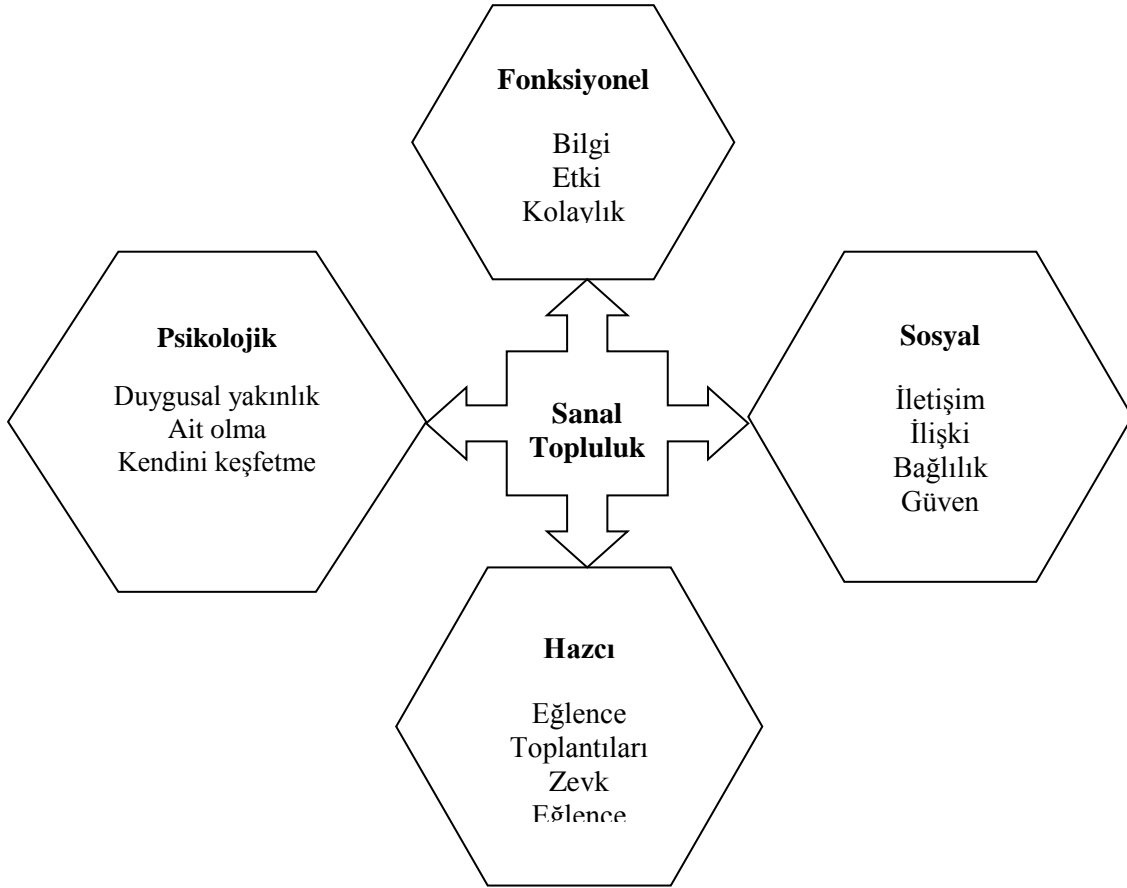 Fonksiyonel
Bilgi
Etki
Kolaylık
Psikolojik
Duygusal yakınlık
Ait olma
Kendini keşfetme
Sanal
Topluluk
Sosyal
İletişim
İlişki
Bağlılık
Güven
Hazcı
Eğlence
Toplantıları
Zevk
Eğlence